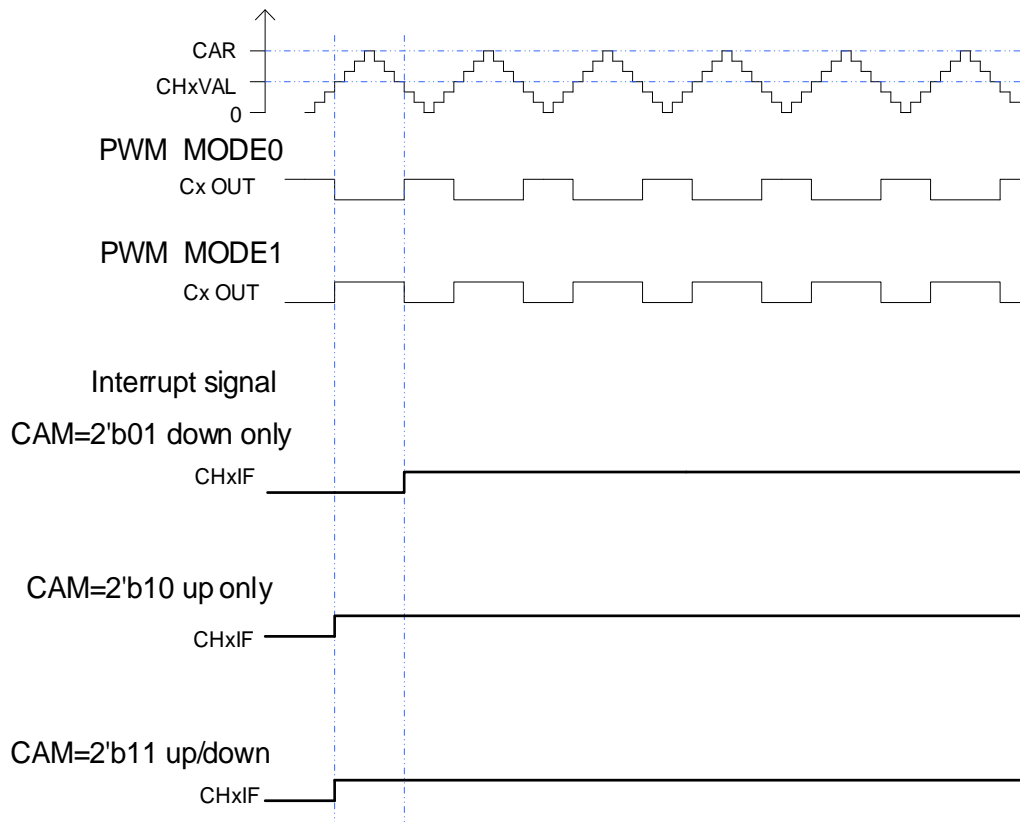 CAR
CHxVAL
0
PWM MODE0
Cx OUT
PWM MODE1
Cx OUT
Interrupt signal
CAM=2'b01 down only
CHxIF
CAM=2'b10 up only
CHxIF
CAM=2'b11 up/down
CHxIF